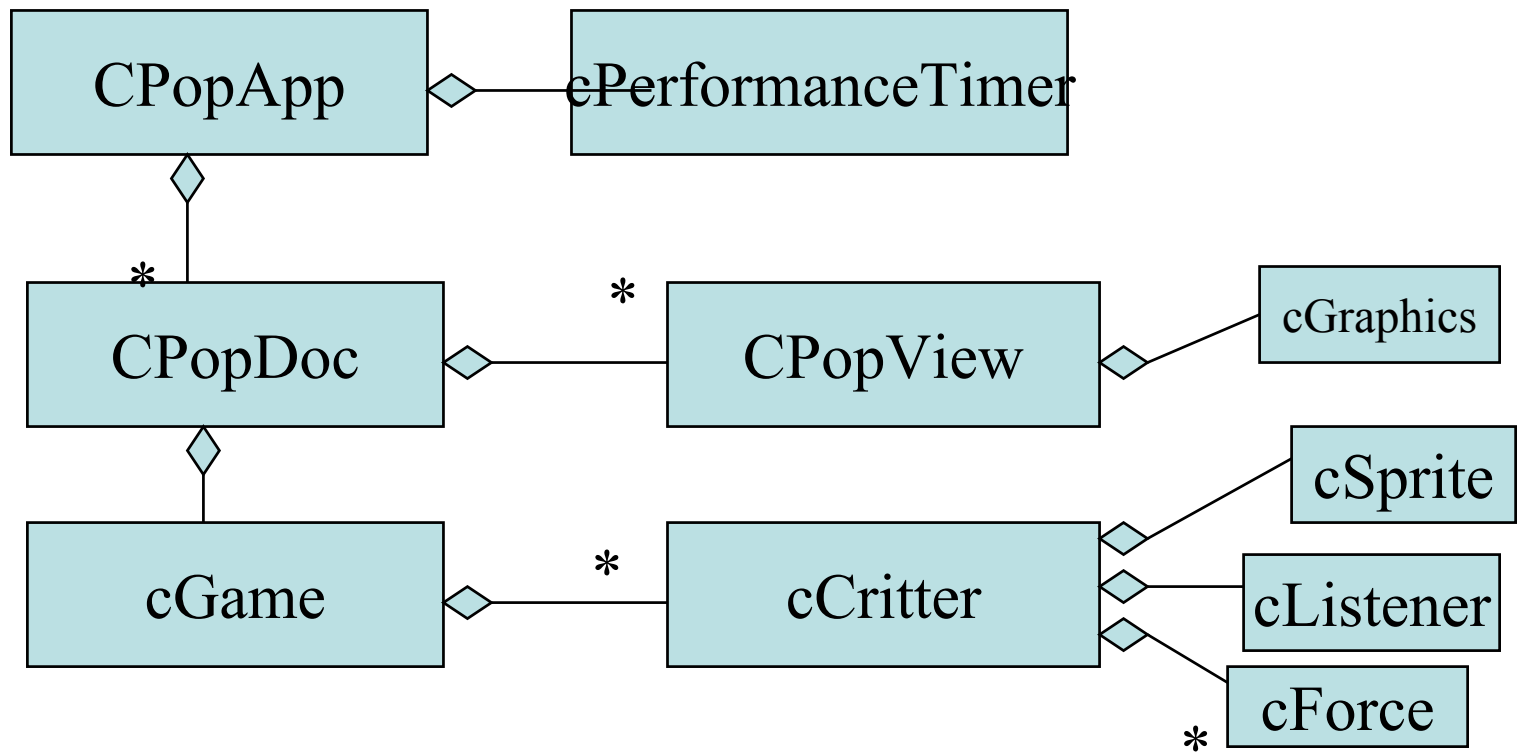 CPopApp
cPerformanceTimer
*
*
CPopDoc
CPopView
cGraphics
cSprite
*
cGame
cCritter
cListener
cForce
*